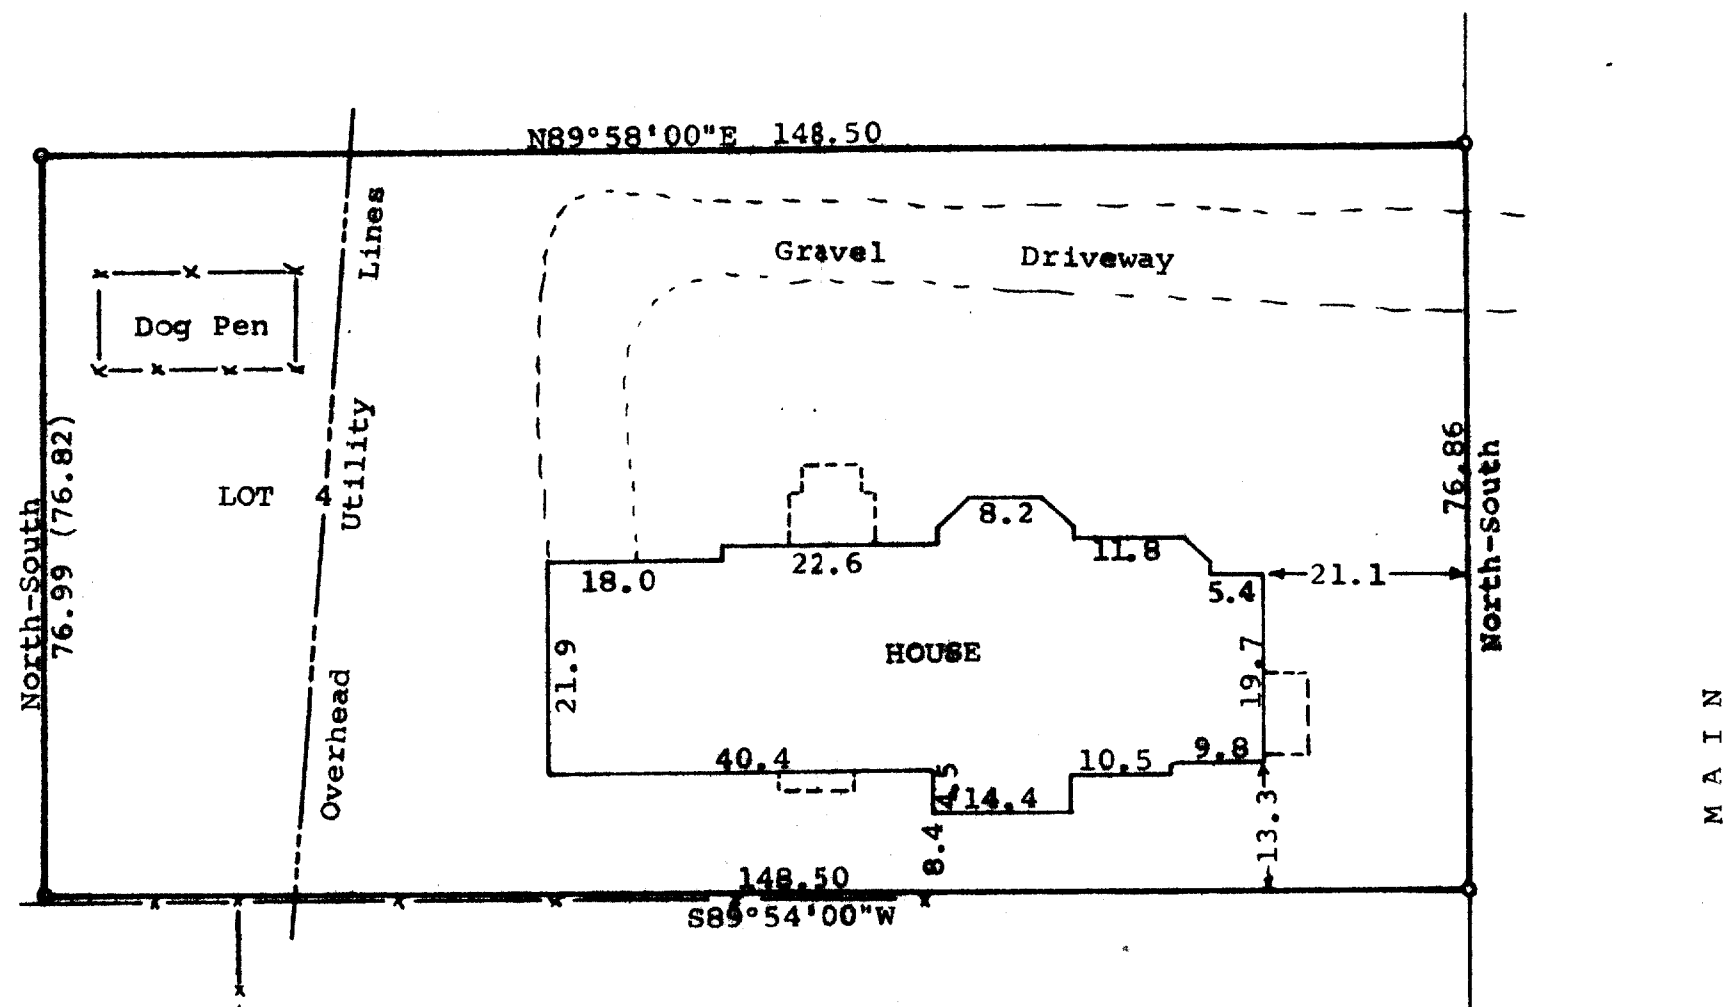 N89°58'00"E 148.50
Lines
Gravel Driveway
Dog Pen
North-South
76.99 (76.82)
LOT 4
Utility
76.86
North-South
8.2
11.8
22.6
18.0
5.4
21.1
HOUSE
21.9
19.7
Overhead
40.4
10.5
9.8
4.5
14.4
8.4
13.3
148.50
S89°54'00"W
MAIN